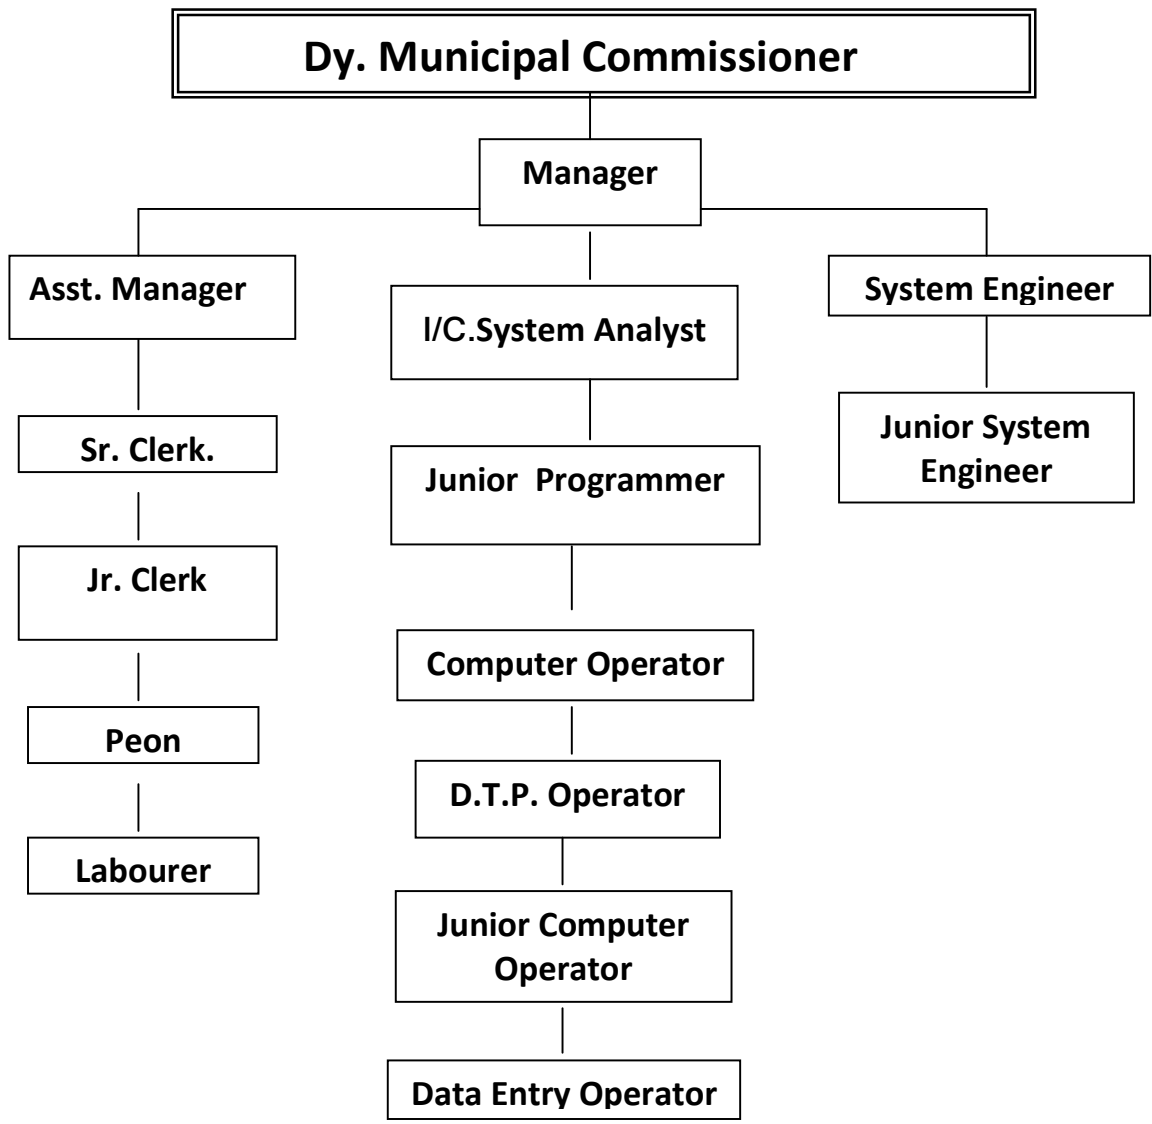 Dy. Municipal Commissioner
Manager
Asst. Manager
I/C.System Analyst
System Engineer
Sr. Clerk.
Junior Programmer
Junior System
Engineer
Jr. Clerk
Computer Operator
Peon
D.T.P. Operator
Labourer
Junior Computer
Operator
Data Entry Operator